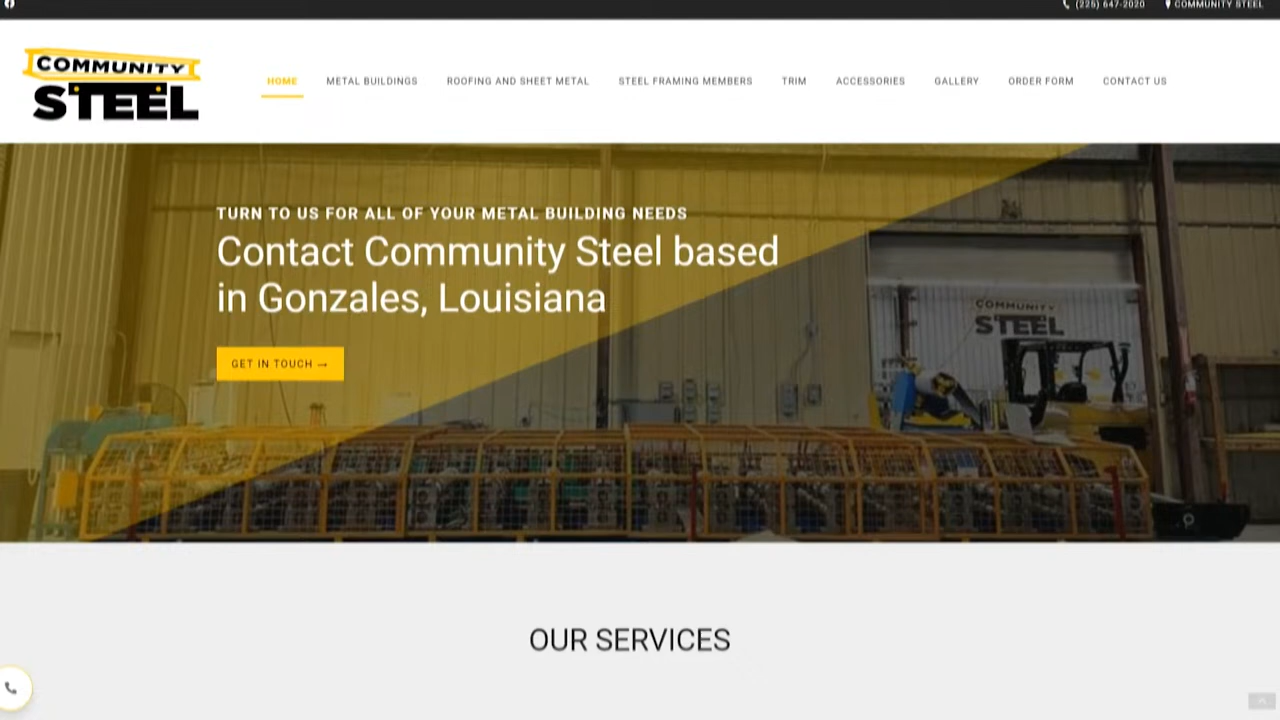 (225) 647-2020 COMMUNITY STEEL
COMMUNITY
STEEL
HOME METAL BUILDINGS ROOFING AND SHEET METAL STEEL FRAMING MEMBERS TRIM ACCESSORIES GALLERY ORDER FORM CONTACT US
TURN TO US FOR ALL OF YOUR METAL BUILDING NEEDS
Contact Community Steel based
in Gonzales, Louisiana
GET IN TOUCH →
COMMUNITY
STEEL
OUR SERVICES